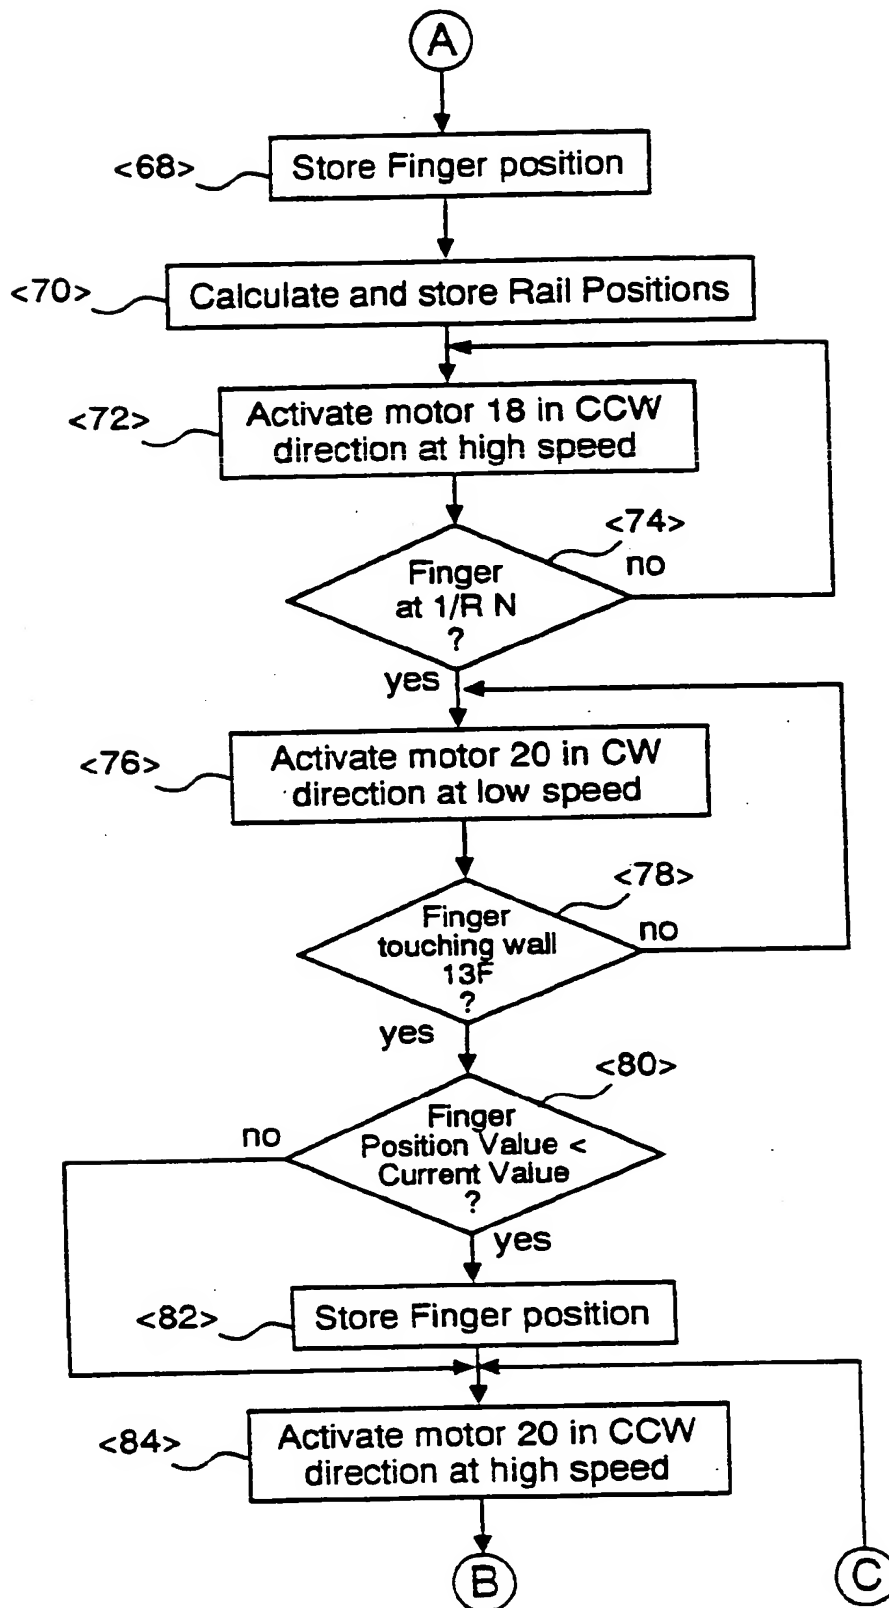 A
<68>
Store Finger position
<70>
Calculate and store Rail Positions
<72>
Activate motor 18 in CCW
direction at high speed
<74>
no
Finger
at 1/R N
?
yes
<76>
Activate motor 20 in CW
direction at low speed
<78>
no
Finger
touching wall
13F
?
yes
<80>
no
Finger
Position Value <
Current Value
?
yes
<82>
Store Finger position
<84>
Activate motor 20 in CCW
direction at high speed
B
C